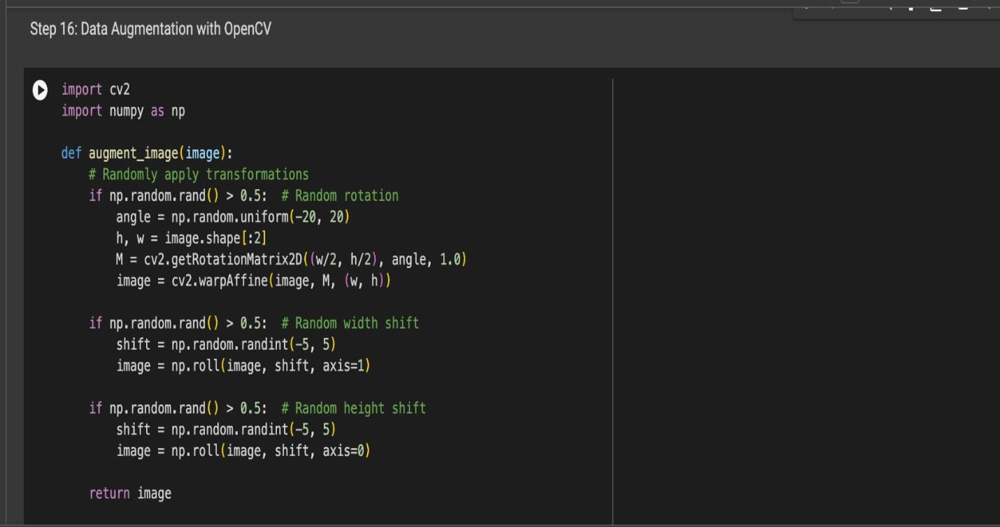 Step 16: Data Augmentation with OpenCV
import cv2
import numpy as np

def augment_image(image):
    # Randomly apply transformations
    if np.random.rand() > 0.5:  # Random rotation
        angle = np.random.uniform(-20, 20)
        h, w = image.shape[:2]
        M = cv2.getRotationMatrix2D((w/2, h/2), angle, 1.0)
        image = cv2.warpAffine(image, M, (w, h))

    if np.random.rand() > 0.5:  # Random width shift
        shift = np.random.randint(-5, 5)
        image = np.roll(image, shift, axis=1)

    if np.random.rand() > 0.5:  # Random height shift
        shift = np.random.randint(-5, 5)
        image = np.roll(image, shift, axis=0)

    return image